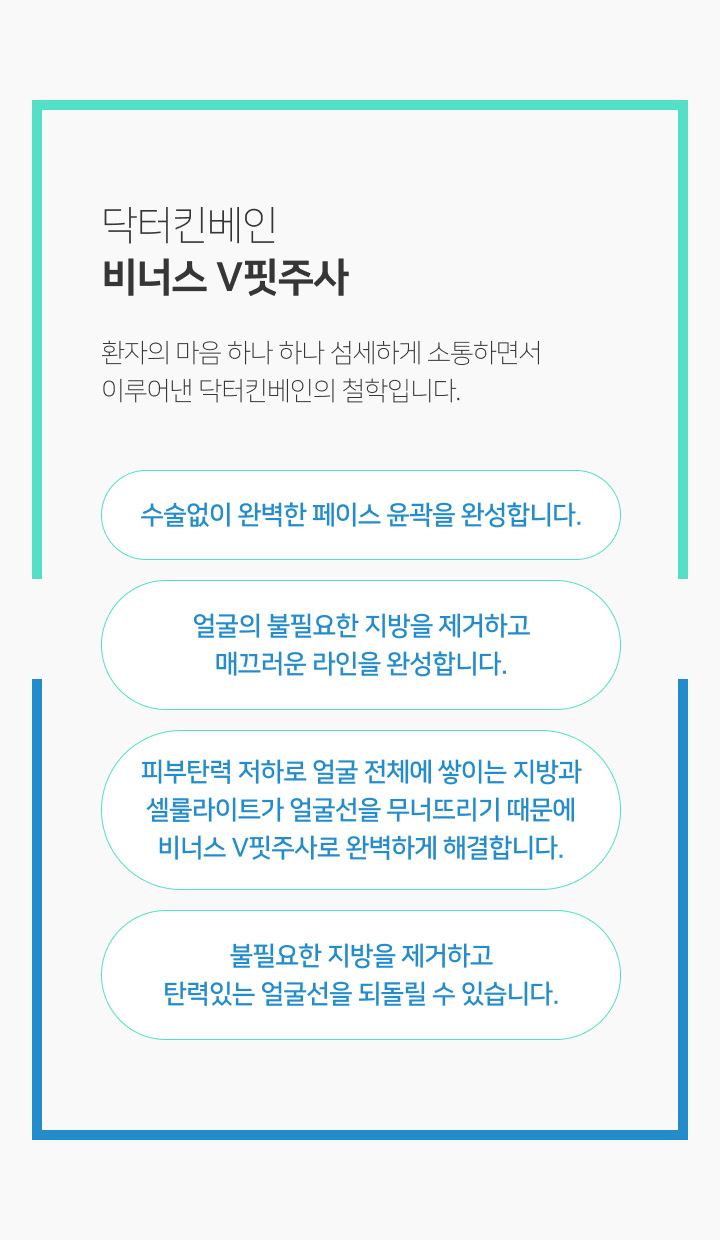 닥터킨베인
비너스 V핏주사
환자의 마음 하나 하나 섬세하게 소통하면서
이루어낸 닥터킨베인의 철학입니다.
수술없이 완벽한 페이스 윤곽을 완성합니다.
얼굴의 불필요한 지방을 제거하고
매끄러운 라인을 완성합니다.
피부탄력 저하로 얼굴 전체에 쌓이는 지방과
셀룰라이트가 얼굴선을 무너뜨리기 때문에
비너스 V핏주사로 완벽하게 해결합니다.
불필요한 지방을 제거하고
탄력있는 얼굴선을 되돌릴 수 있습니다.